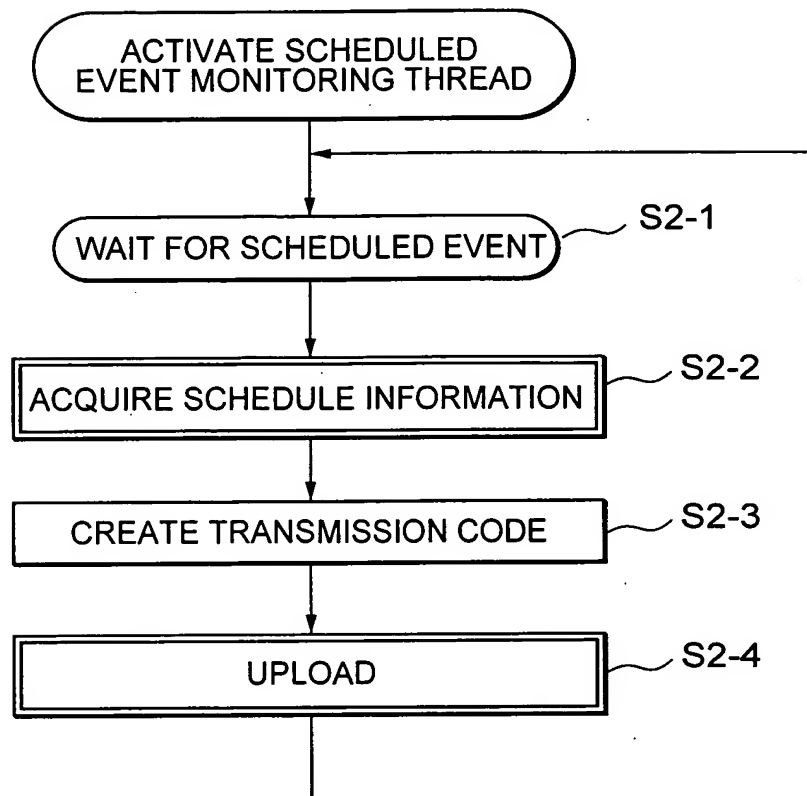 ACTIVATE SCHEDULED
EVENT MONITORING THREAD
WAIT FOR SCHEDULED EVENT
S2-1
ACQUIRE SCHEDULE INFORMATION
S2-2
CREATE TRANSMISSION CODE
S2-3
UPLOAD
S2-4